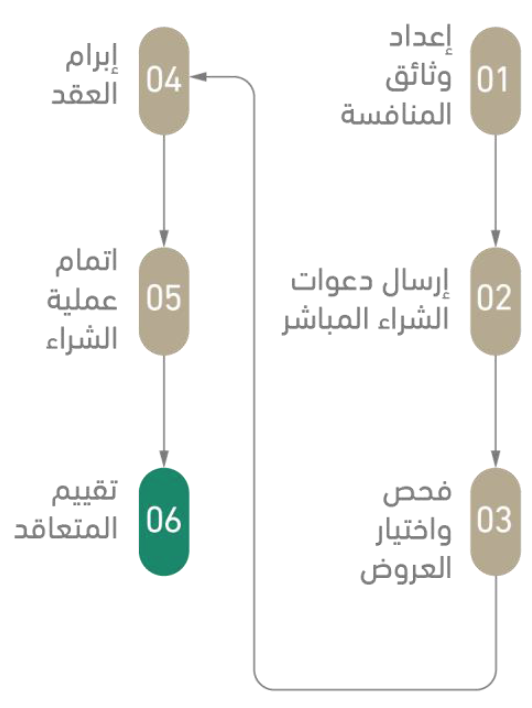 01
إعداد
وثائق
المنافسة
02
إرسال دعوات
الشراء المباشر
03
فحص
واختيار
العروض
04
إبرام
العقد
05
اتمام
عملية
الشراء
06
تقييم
المتعاقد